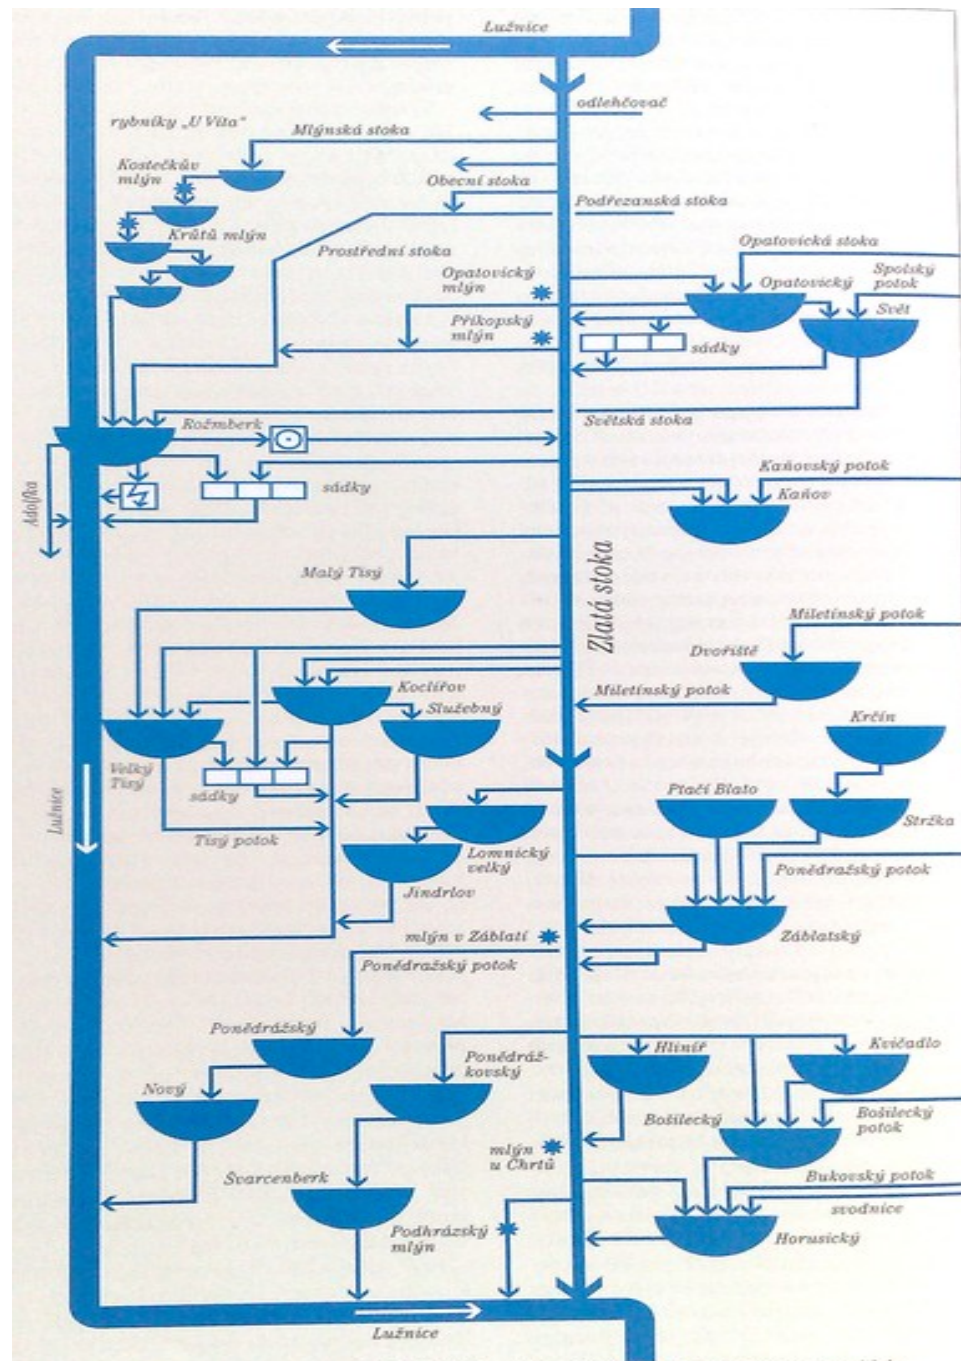 Lužnice
odlehčovač
rybníky „U Vita“
Mlýnská stoka
Kostečkův
mlýn
Obecní stoka
Podřezanská stoka
Krůtů mlýn
Prostřední stoka
Opatovická stoka
Opatovický
mlýn
Opatovický
Spolský
potok
Svět
Příkopský
mlýn
sádky
Rožmberk
Světská stoka
Adolfka
sádky
Kaňovský potok
Kaňov
Zlatá stoka
Malý Tisý
Miletínský potok
Dvořiště
Koclířov
Miletínský potok
Služebný
Krčín
Velký
Tisý
sádky
Ptačí Blato
Lužnice
Stržka
Tisý potok
Lomnický
velký
Ponědražský potok
Jindrlov
mlýn v Záblatí
Záblatský
Ponědražský potok
Ponědrážský
Hliníř
Kvičadlo
Ponědráž-
kovský
Nový
Bošilecký
Bošilecký
potok
mlýn
u Chrtů
Švarcenberk
Bukovský potok
svodnice
Podhrázský
mlýn
Horusický
Lužnice